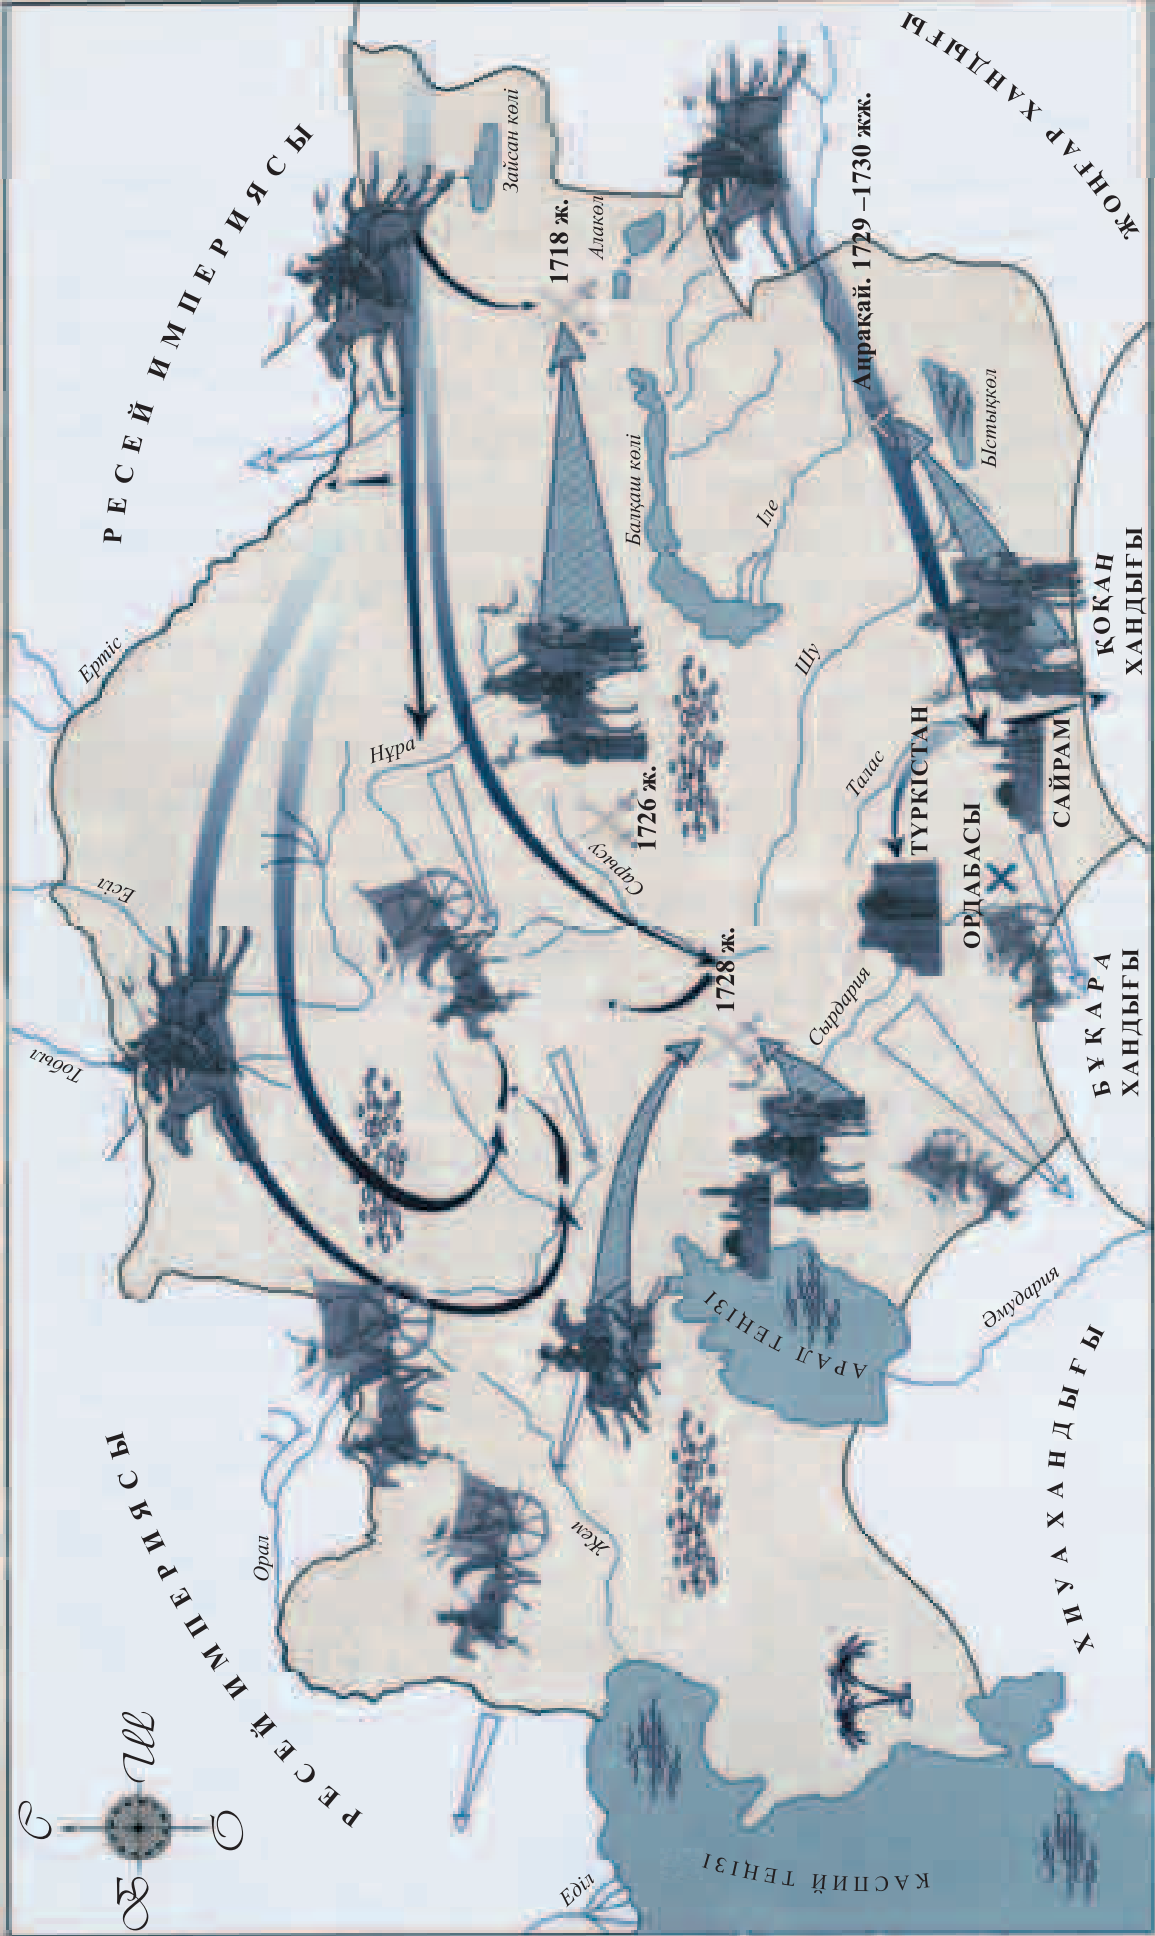 РЕСЕЙ ИМПЕРИЯСЫ
РЕСЕЙ ИМПЕРИЯСЫ
С
Б
Ш
О
Орал
Тобыл
Есіл
Ертіс
Нұра
Зайсан көлі
1718 ж.
Алакөл
Балқаш көлі
Іле
Шу
1726 ж.
Сарысу
1728 ж.
Жем
Еділ
КАСПИЙ ТЕҢІЗІ
АРАЛ ТЕҢІЗІ
Сырдария
Әмудария
Талас
ТҮРКІСТАН
ОРДАБАСЫ
САЙРАМ
Аңрақай. 1729 –1730 жж.
Ыстықкөл
ЖОҢҒАР ХАНДЫҒЫ
ҚОҚАН
ХАНДЫҒЫ
БҰҚАРА
ХАНДЫҒЫ
ХИУА ХАНДЫҒЫ